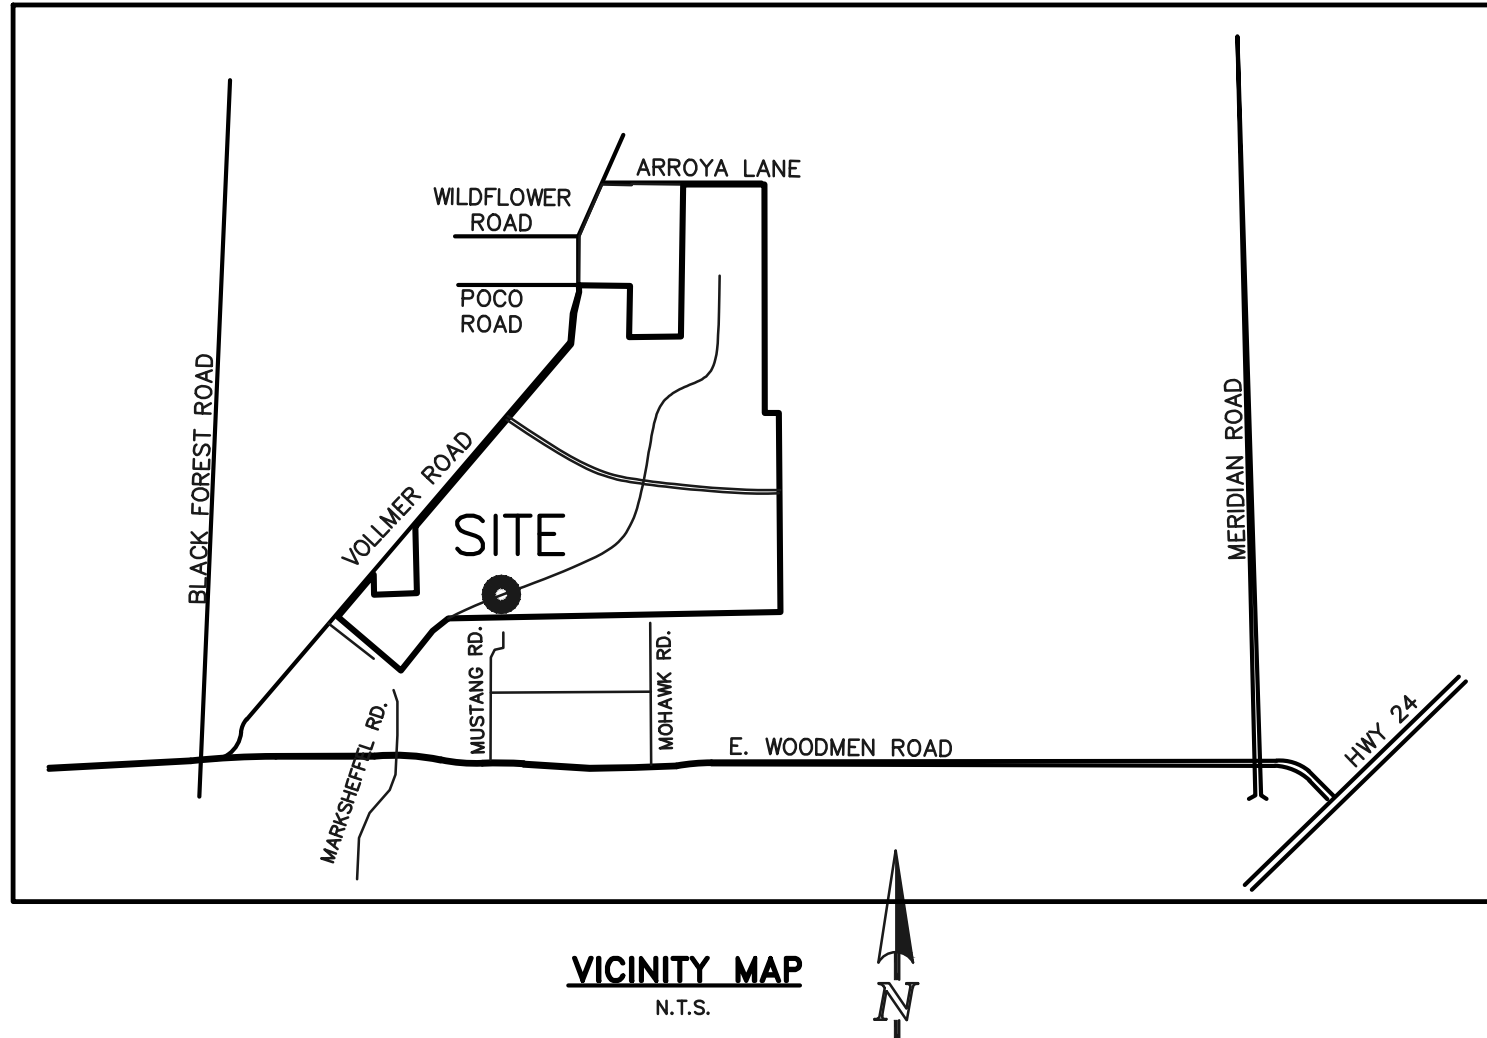 ARROYA LANE
WILDFLOWER
ROAD
POCO
ROAD
BLACK FOREST ROAD
VOLLMER ROAD
SITE
MERIDIAN ROAD
MUSTANG RD.
MOHAWK RD.
MARKSHEFFEL RD.
E. WOODMEN ROAD
HWY 24
VICINITY MAP
N.T.S.
N